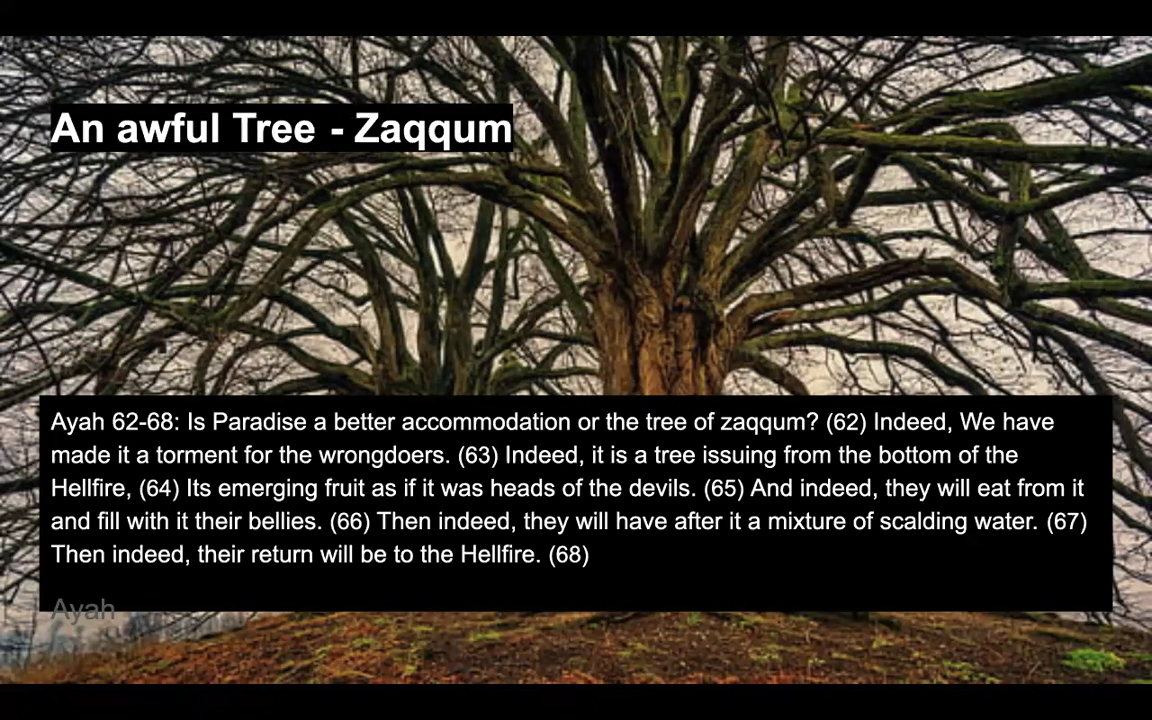 An awful Tree - Zaqqum
Ayah 62-68: Is Paradise a better accommodation or the tree of zaqqum? (62) Indeed, We have
made it a torment for the wrongdoers. (63) Indeed, it is a tree issuing from the bottom of the
Hellfire, (64) Its emerging fruit as if it was heads of the devils. (65) And indeed, they will eat from it
and fill with it their bellies. (66) Then indeed, they will have after it a mixture of scalding water. (67)
Then indeed, their return will be to the Hellfire. (68)
Ayah